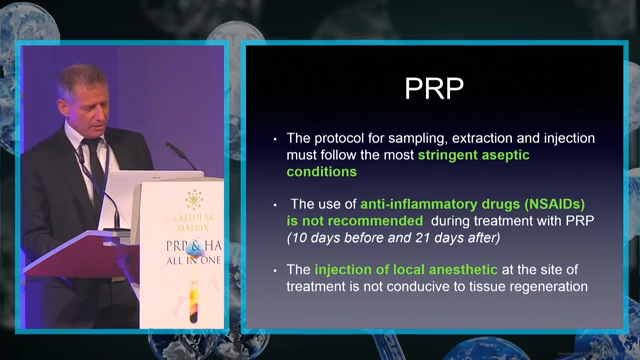 CELLULAR
MATRIX
PRP & HA
ALL IN ONE
PRP
• The protocol for sampling, extraction and injection
must follow the most stringent aseptic
conditions
• The use of anti-inflammatory drugs (NSAIDs)
is not recommended during treatment with PRP
(10 days before and 21 days after)
• The injection of local anesthetic at the site of
treatment is not conducive to tissue regeneration